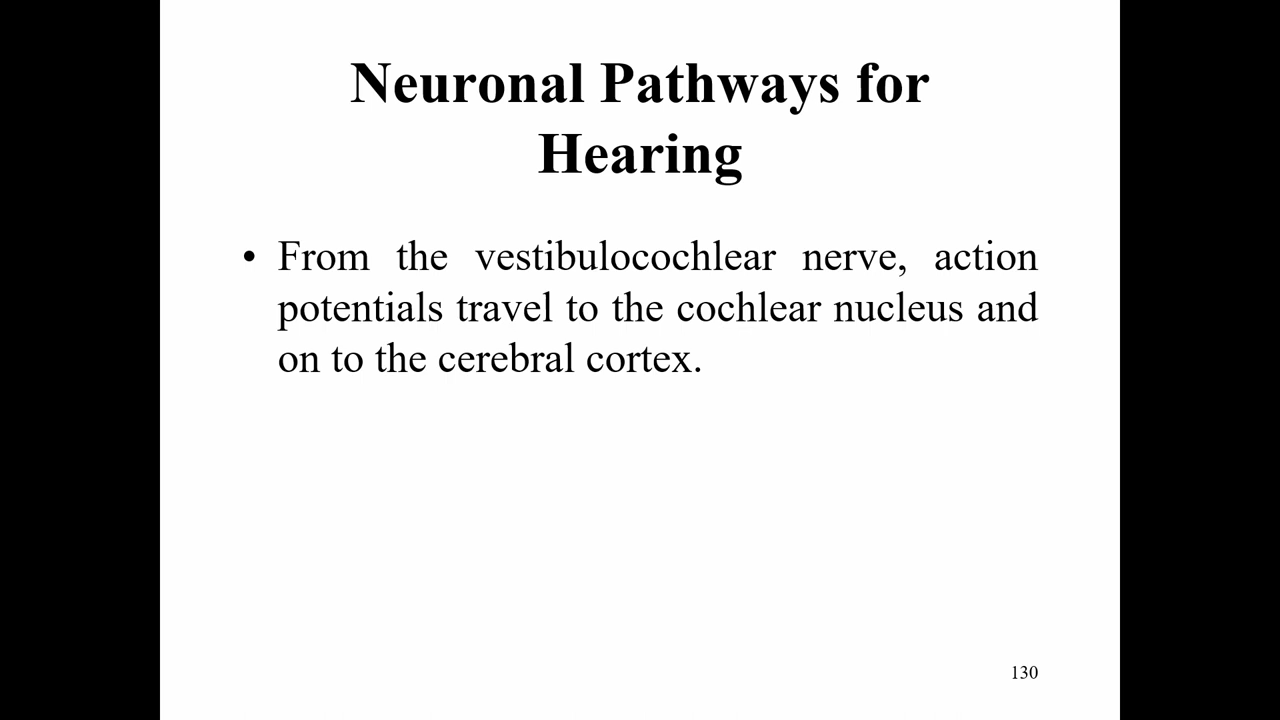 Neuronal Pathways for
Hearing
• From the vestibulocochlear nerve, action
potentials travel to the cochlear nucleus and
on to the cerebral cortex.
130